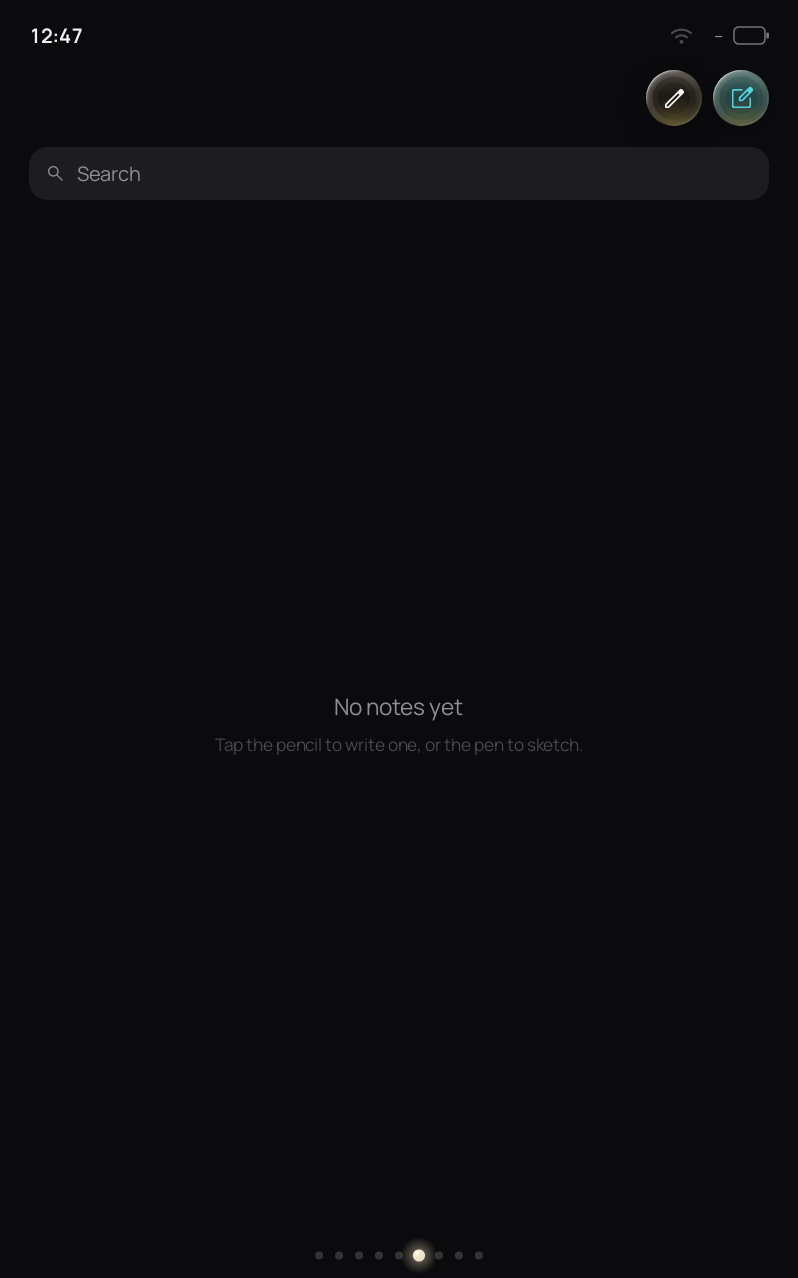 12:47
Search
No notes yet
Tap the pencil to write one, or the pen to sketch.